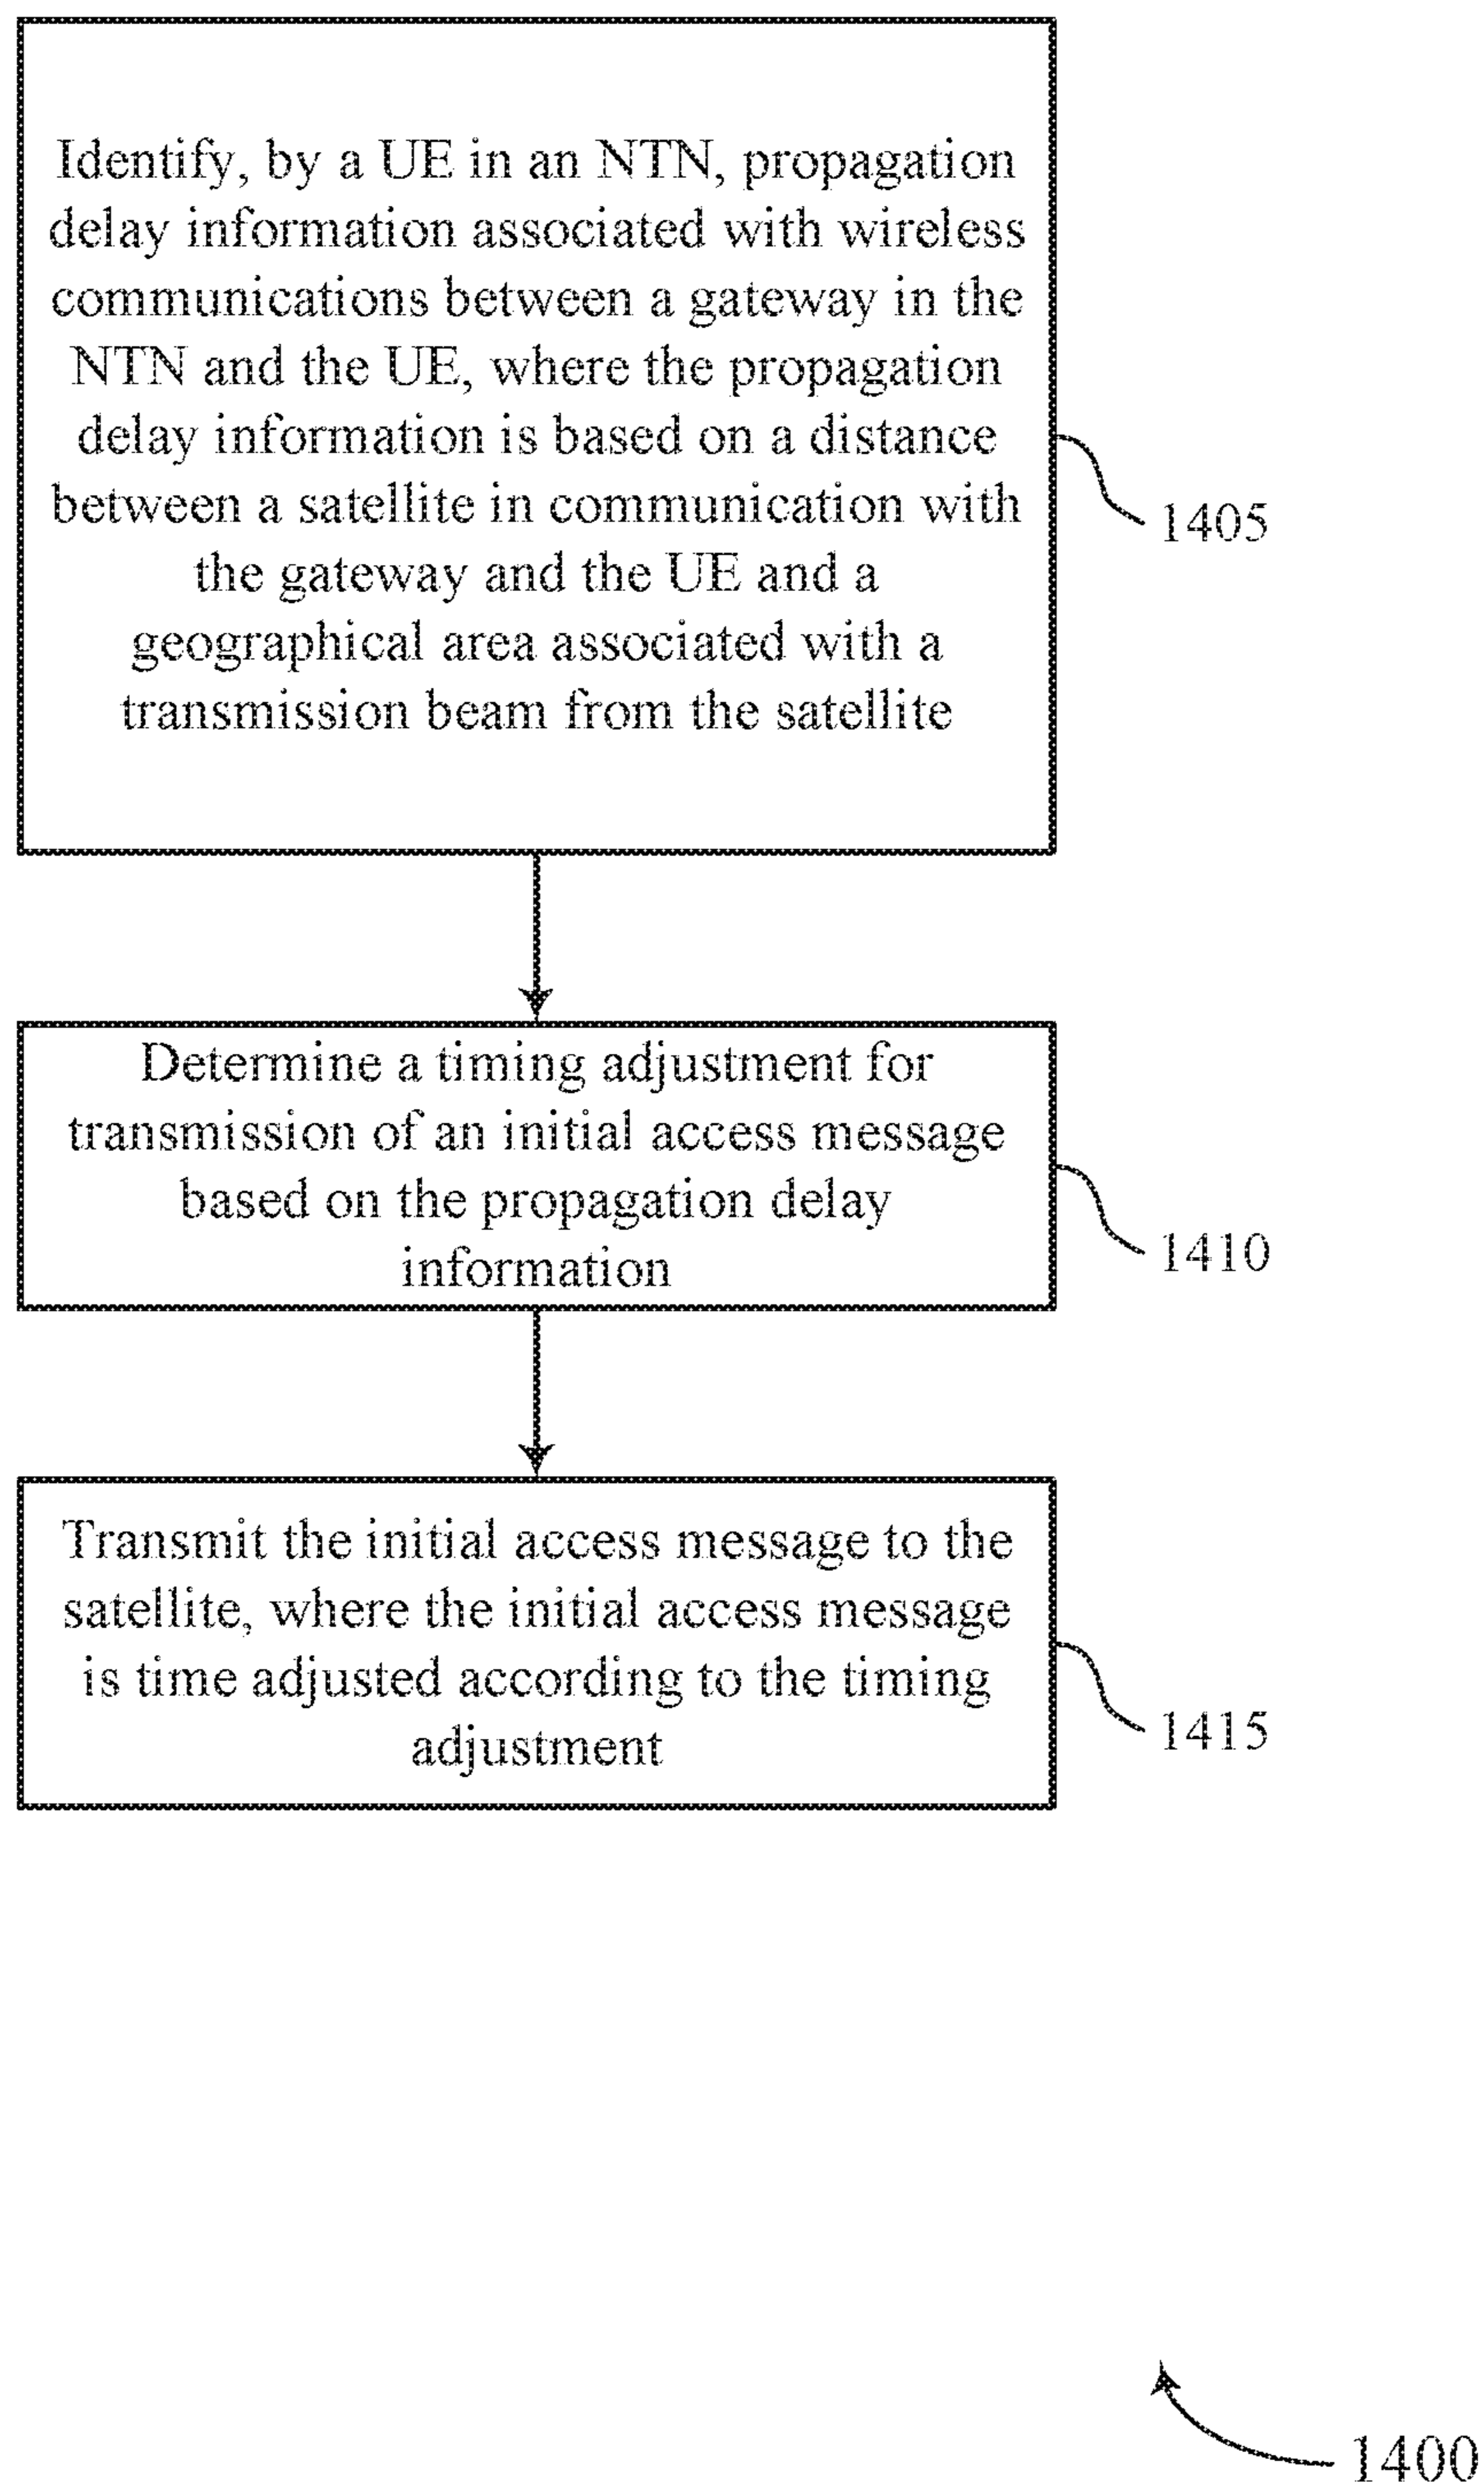 Identify, by a UE in an NTN, propagation
delay information associated with wireless
communications between a gateway in the
NTN and the UE, where the propagation
delay information is based on a distance
between a satellite in communication with
the gateway and the UE and a
geographical area associated with a
transmission beam from the satellite
1405
Determine a timing adjustment for
transmission of an initial access message
based on the propagation delay
information
1410
Transmit the initial access message to the
satellite, where the initial access message
is time adjusted according to the timing
adjustment
1415
1400